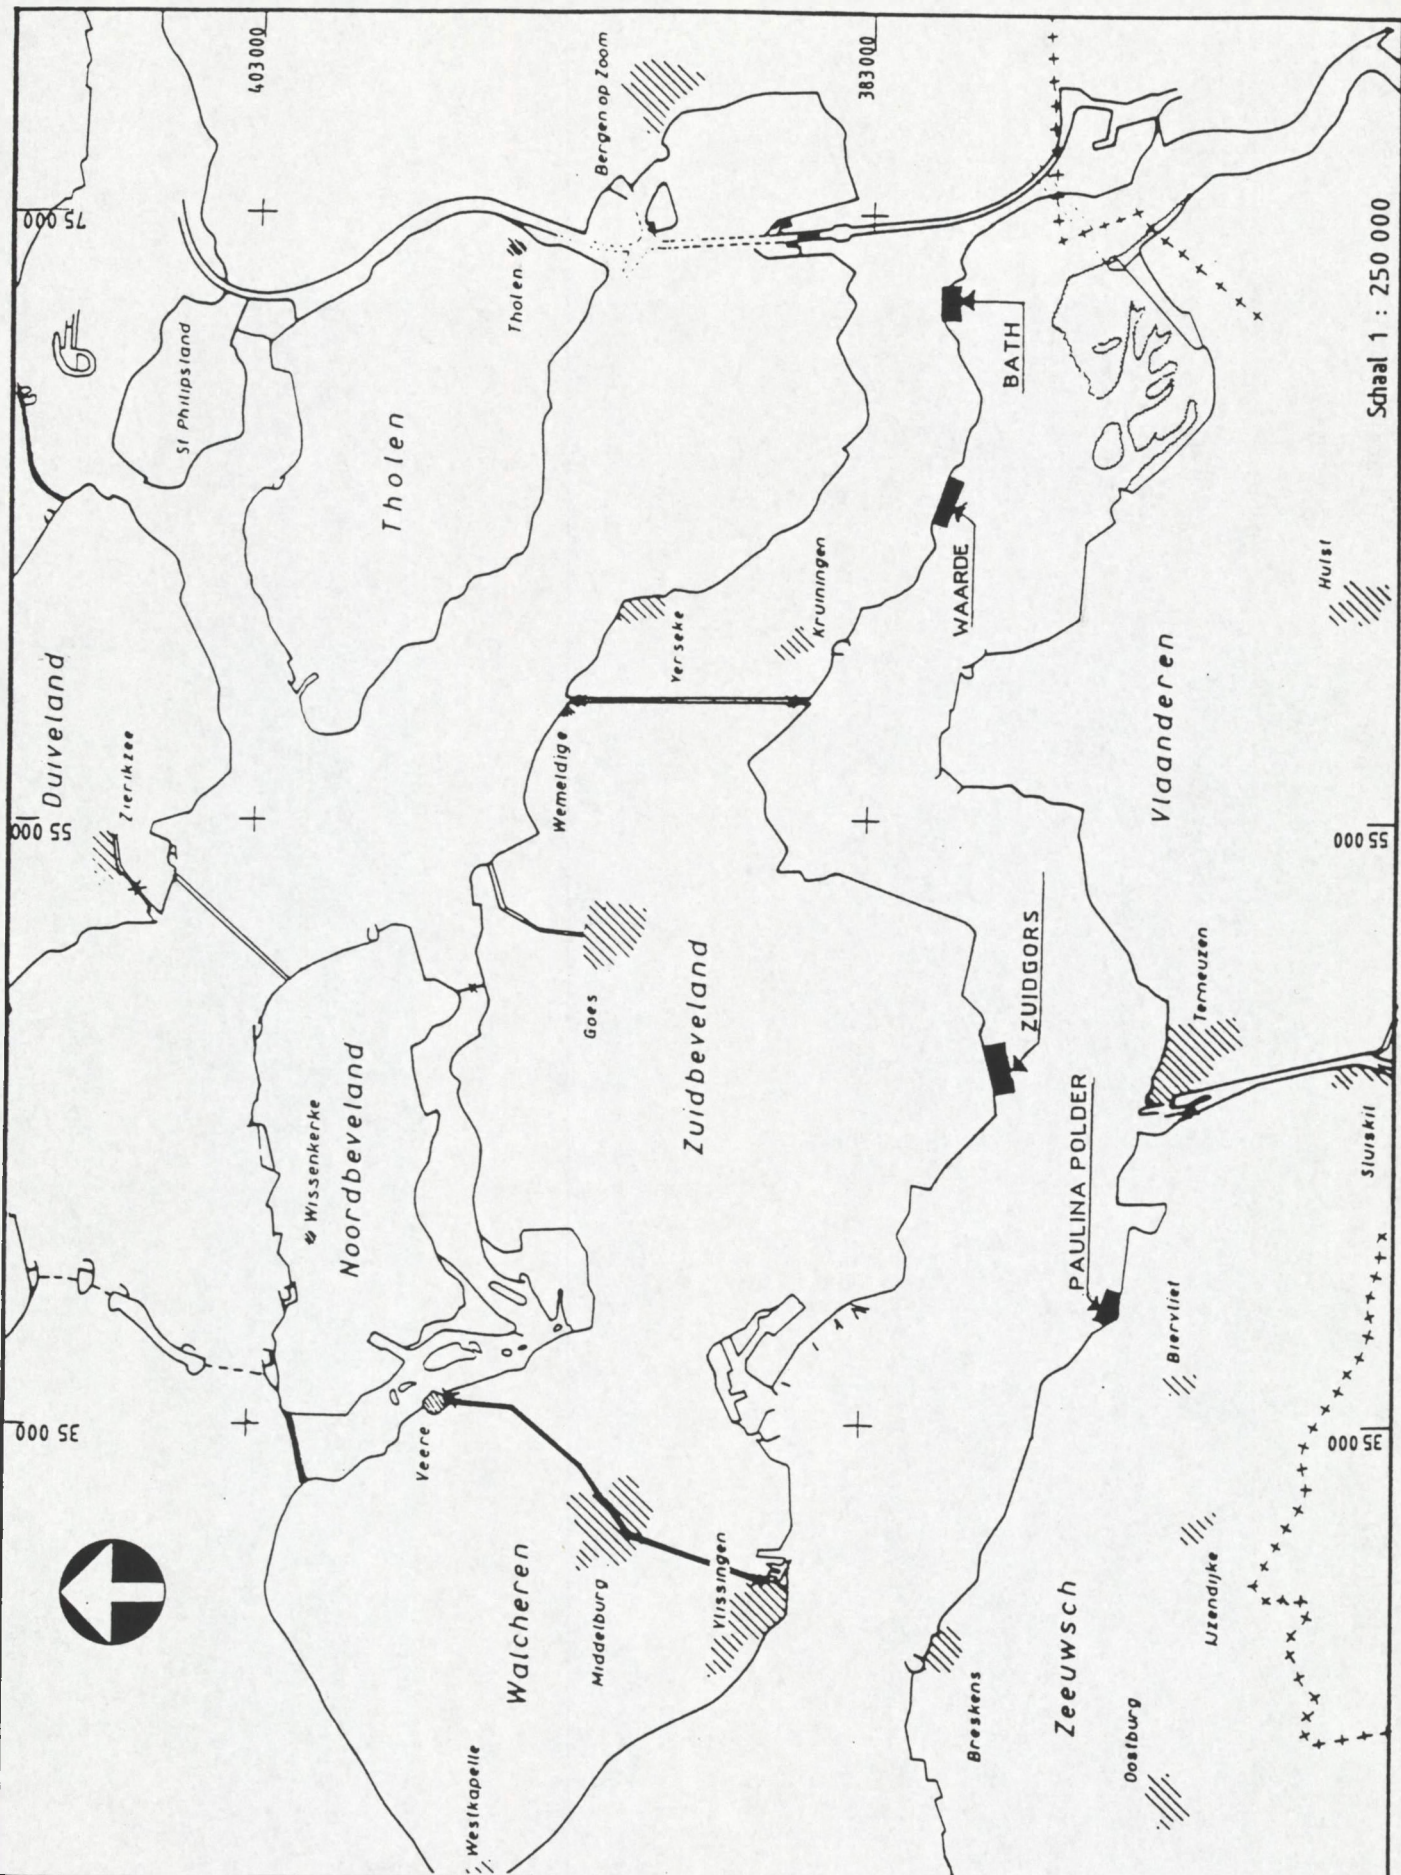 75 000
55 000
35 000
403 000
383 000
Duiveland
Zierikzee
St Philipsland
Tholen
Tholen
Bergen op Zoom
Wissenkerke
Noordbeveland
Veere
Wemeldige
Yerseke
Kruiningen
Goes
Zuidbeveland
Walcheren
Middelburg
Vlissingen
Westkapelle
BATH
WAARDE
ZUIDGORS
PAULINA POLDER
Breskens
Zeeuwsch
Vlaanderen
Oostburg
IJzendijke
Biervliet
Terneuzen
Sluiskil
Hulst
35 000
55 000
Schaal 1 : 250 000